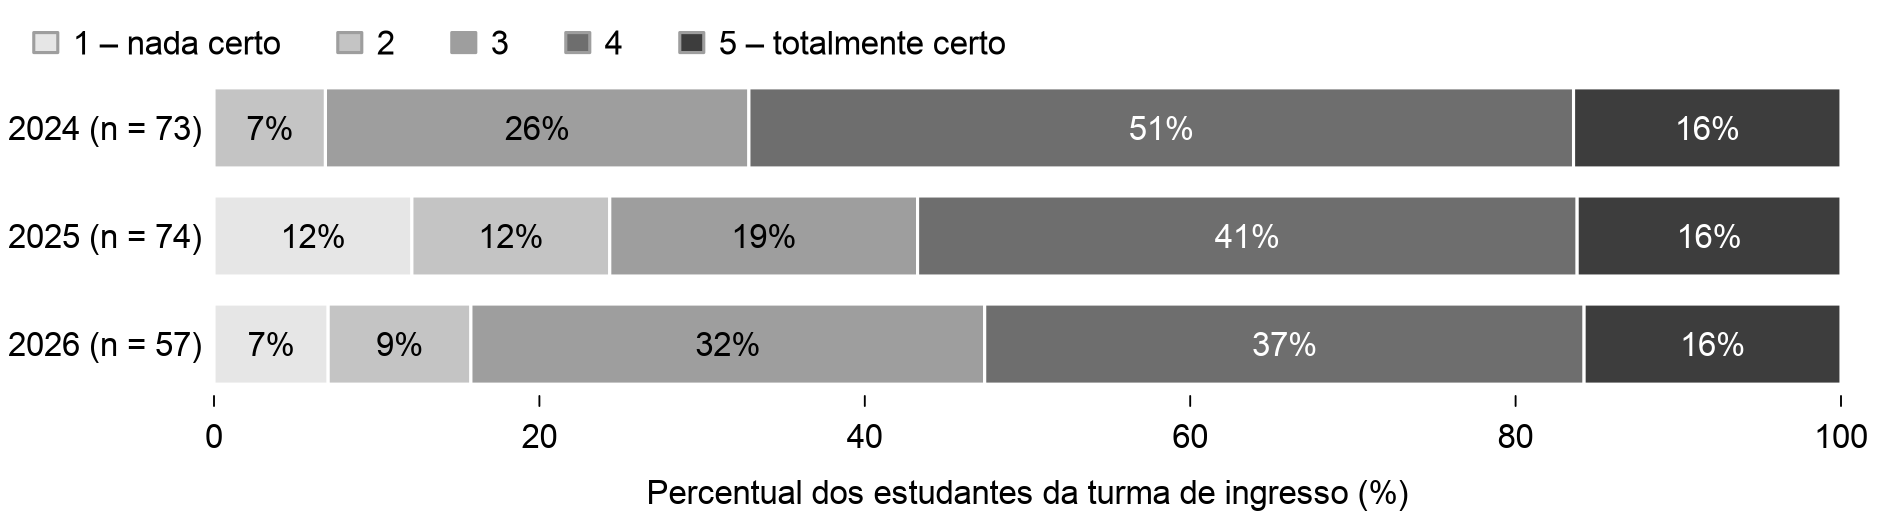 1 – nada certo 2 3 4 5 – totalmente certo
2024 (n = 73) 7% 26% 51% 16%
2025 (n = 74) 12% 12% 19% 41% 16%
2026 (n = 57) 7% 9% 32% 37% 16%
0 20 40 60 80 100
Percentual dos estudantes da turma de ingresso (%)